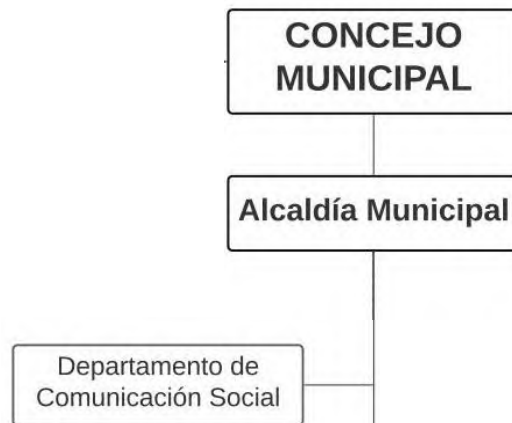 CONCEJO
MUNICIPAL
Alcaldía Municipal
Departamento de
Comunicación Social